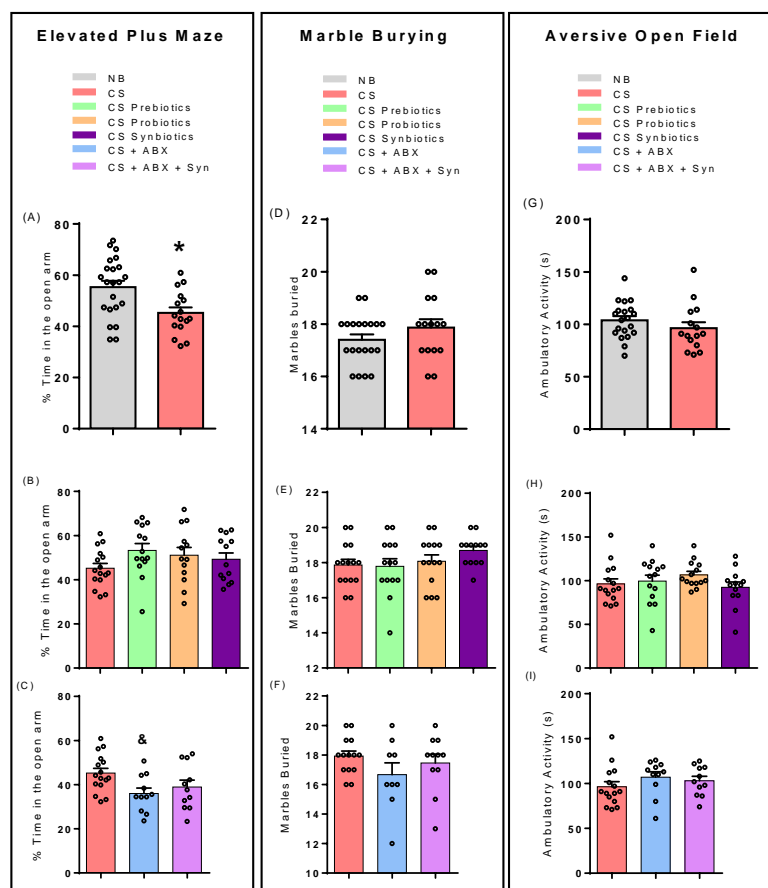 Elevated Plus Maze
NB
CS
CS Prebiotics
CS Probiotics
CS Synbiotics
CS + ABX
CS + ABX + Syn
(A)
% Time in the open arm
80
60
40
20
0
*
(B)
% Time in the open arm
80
60
40
20
0
(C)
% Time in the open arm
80
60
40
20
0
&
Marble Burying
NB
CS
CS Prebiotics
CS Probiotics
CS Synbiotics
CS + ABX
CS + ABX + Syn
(D)
Marbles buried
22
20
18
16
14
(E)
Marbles Buried
22
20
18
16
14
12
(F)
Marbles Buried
22
20
18
16
14
12
10
Aversive Open Field
NB
CS
CS Prebiotics
CS Probiotics
CS Synbiotics
CS + ABX
CS + ABX + Syn
(G)
Ambulatory Activity (s)
200
150
100
50
0
(H)
Ambulatory Activity (s)
200
150
100
50
0
(I)
Ambulatory Activity (s)
200
150
100
50
0